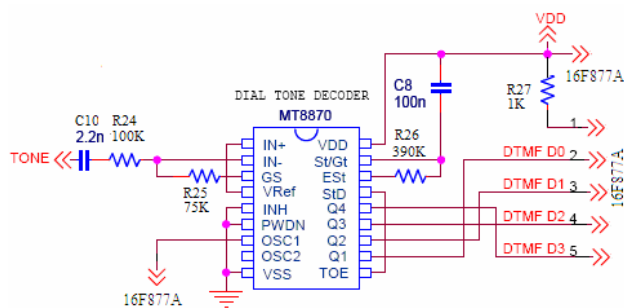 VDD
16F877A
C8
100n
R27
1K
DIAL TONE DECODER
MT8870
C10
2.2n
R24
100K
R26
390K
1
TONE
IN+
VDD
DTMF D0
2
IN-
St/Gt
GS
ESt
DTMF D1
3
16F877A
R25
75K
VRef
StD
INH
Q4
DTMF D2
4
PWDN
Q3
OSC1
Q2
DTMF D3
5
OSC2
Q1
VSS
TOE
16F877A